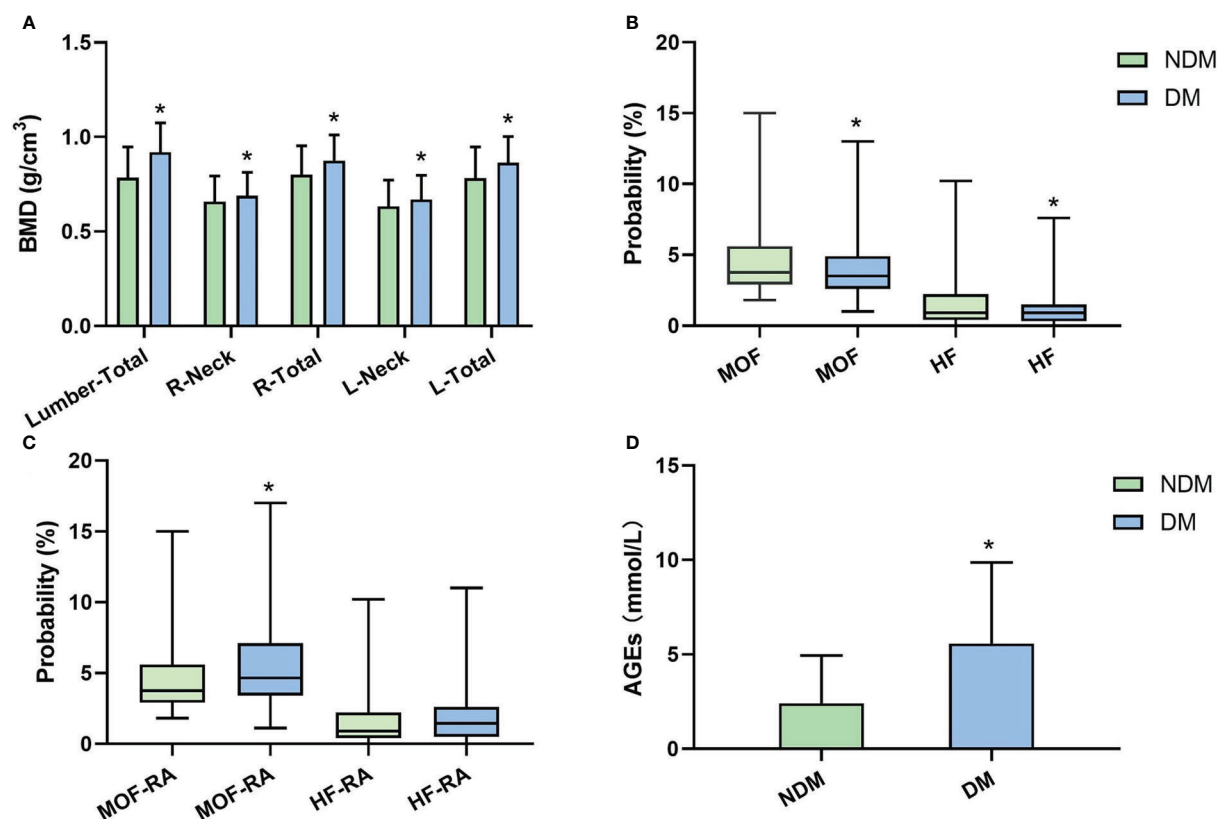 A
BMD (g/cm³)
1.5
1.0
0.5
0.0
* * * * *
Lumber-Total
R-Neck
R-Total
L-Neck
L-Total
B
Probability (%)
20
15
10
5
0
* *
MOF
MOF
HF
HF
NDM
DM
C
Probability (%)
20
15
10
5
0
*
MOF-RA
MOF-RA
HF-RA
HF-RA
D
AGEs（mmol/L）
15
10
5
0
*
NDM
DM
NDM
DM